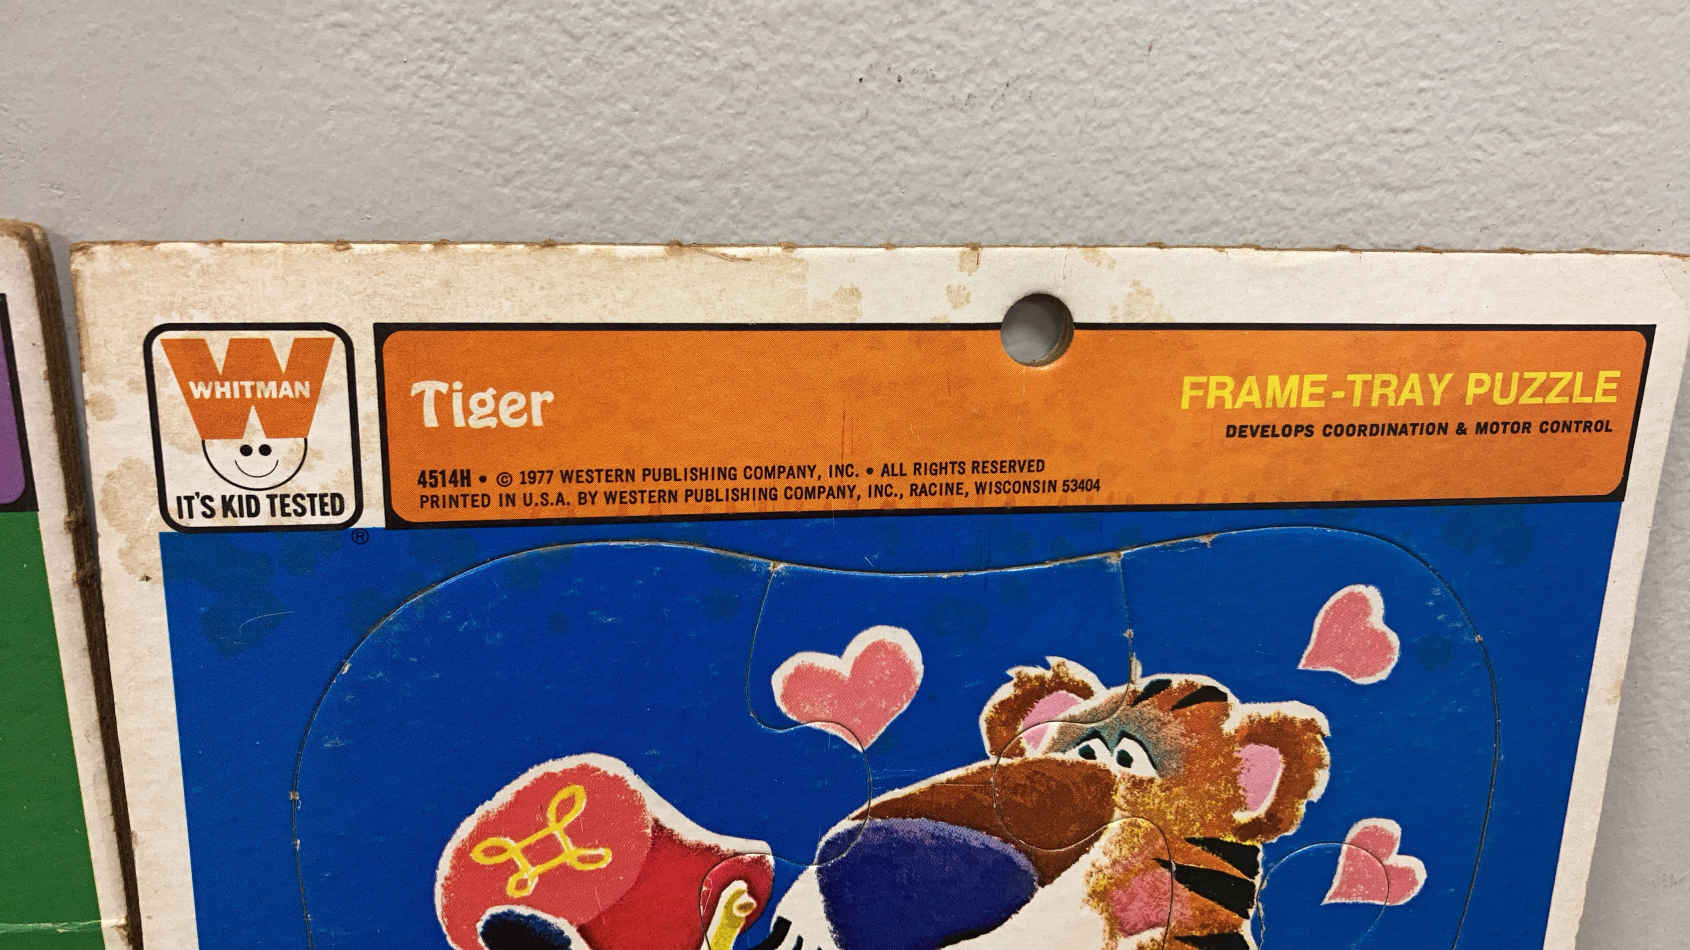 WHITMAN
IT'S KID TESTED
®
Tiger
4514H • © 1977 WESTERN PUBLISHING COMPANY, INC. • ALL RIGHTS RESERVED
PRINTED IN U.S.A. BY WESTERN PUBLISHING COMPANY, INC., RACINE, WISCONSIN 53404
FRAME-TRAY PUZZLE
DEVELOPS COORDINATION & MOTOR CONTROL